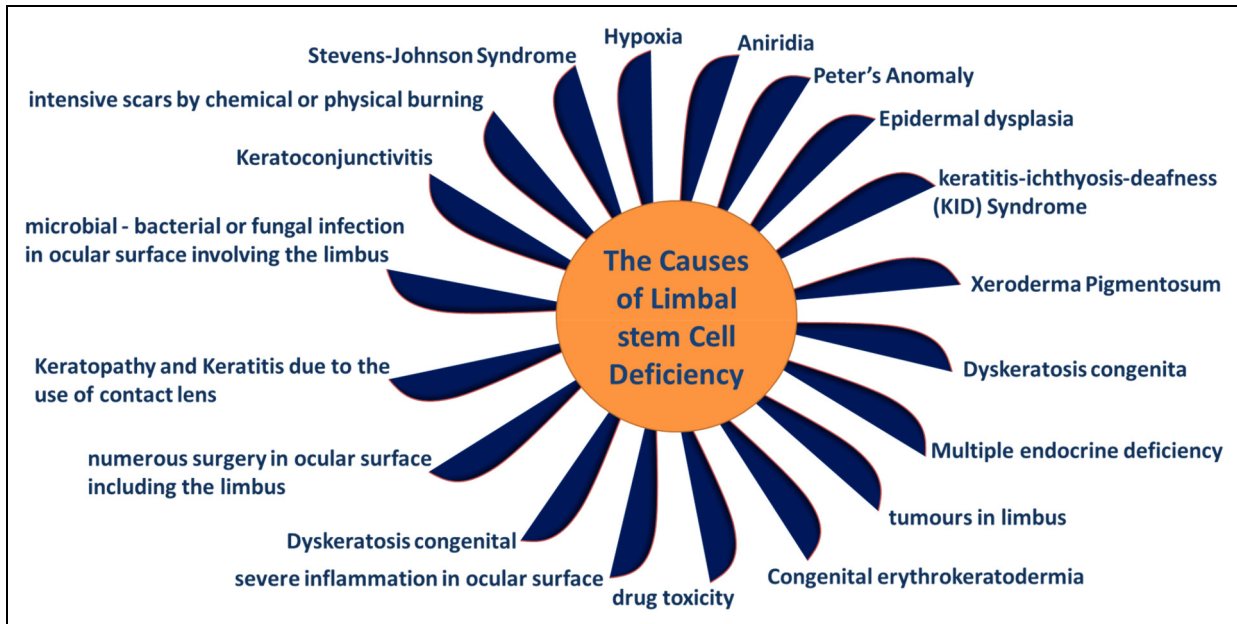 The Causes
of Limbal
stem Cell
Deficiency
Hypoxia
Aniridia
Peter’s Anomaly
Epidermal dysplasia
keratitis-ichthyosis-deafness
(KID) Syndrome
Xeroderma Pigmentosum
Dyskeratosis congenita
Multiple endocrine deficiency
tumours in limbus
Congenital erythrokeratodermia
drug toxicity
severe inflammation in ocular surface
Dyskeratosis congenital
numerous surgery in ocular surface
including the limbus
Keratopathy and Keratitis due to the
use of contact lens
microbial - bacterial or fungal infection
in ocular surface involving the limbus
Keratoconjunctivitis
intensive scars by chemical or physical burning
Stevens-Johnson Syndrome